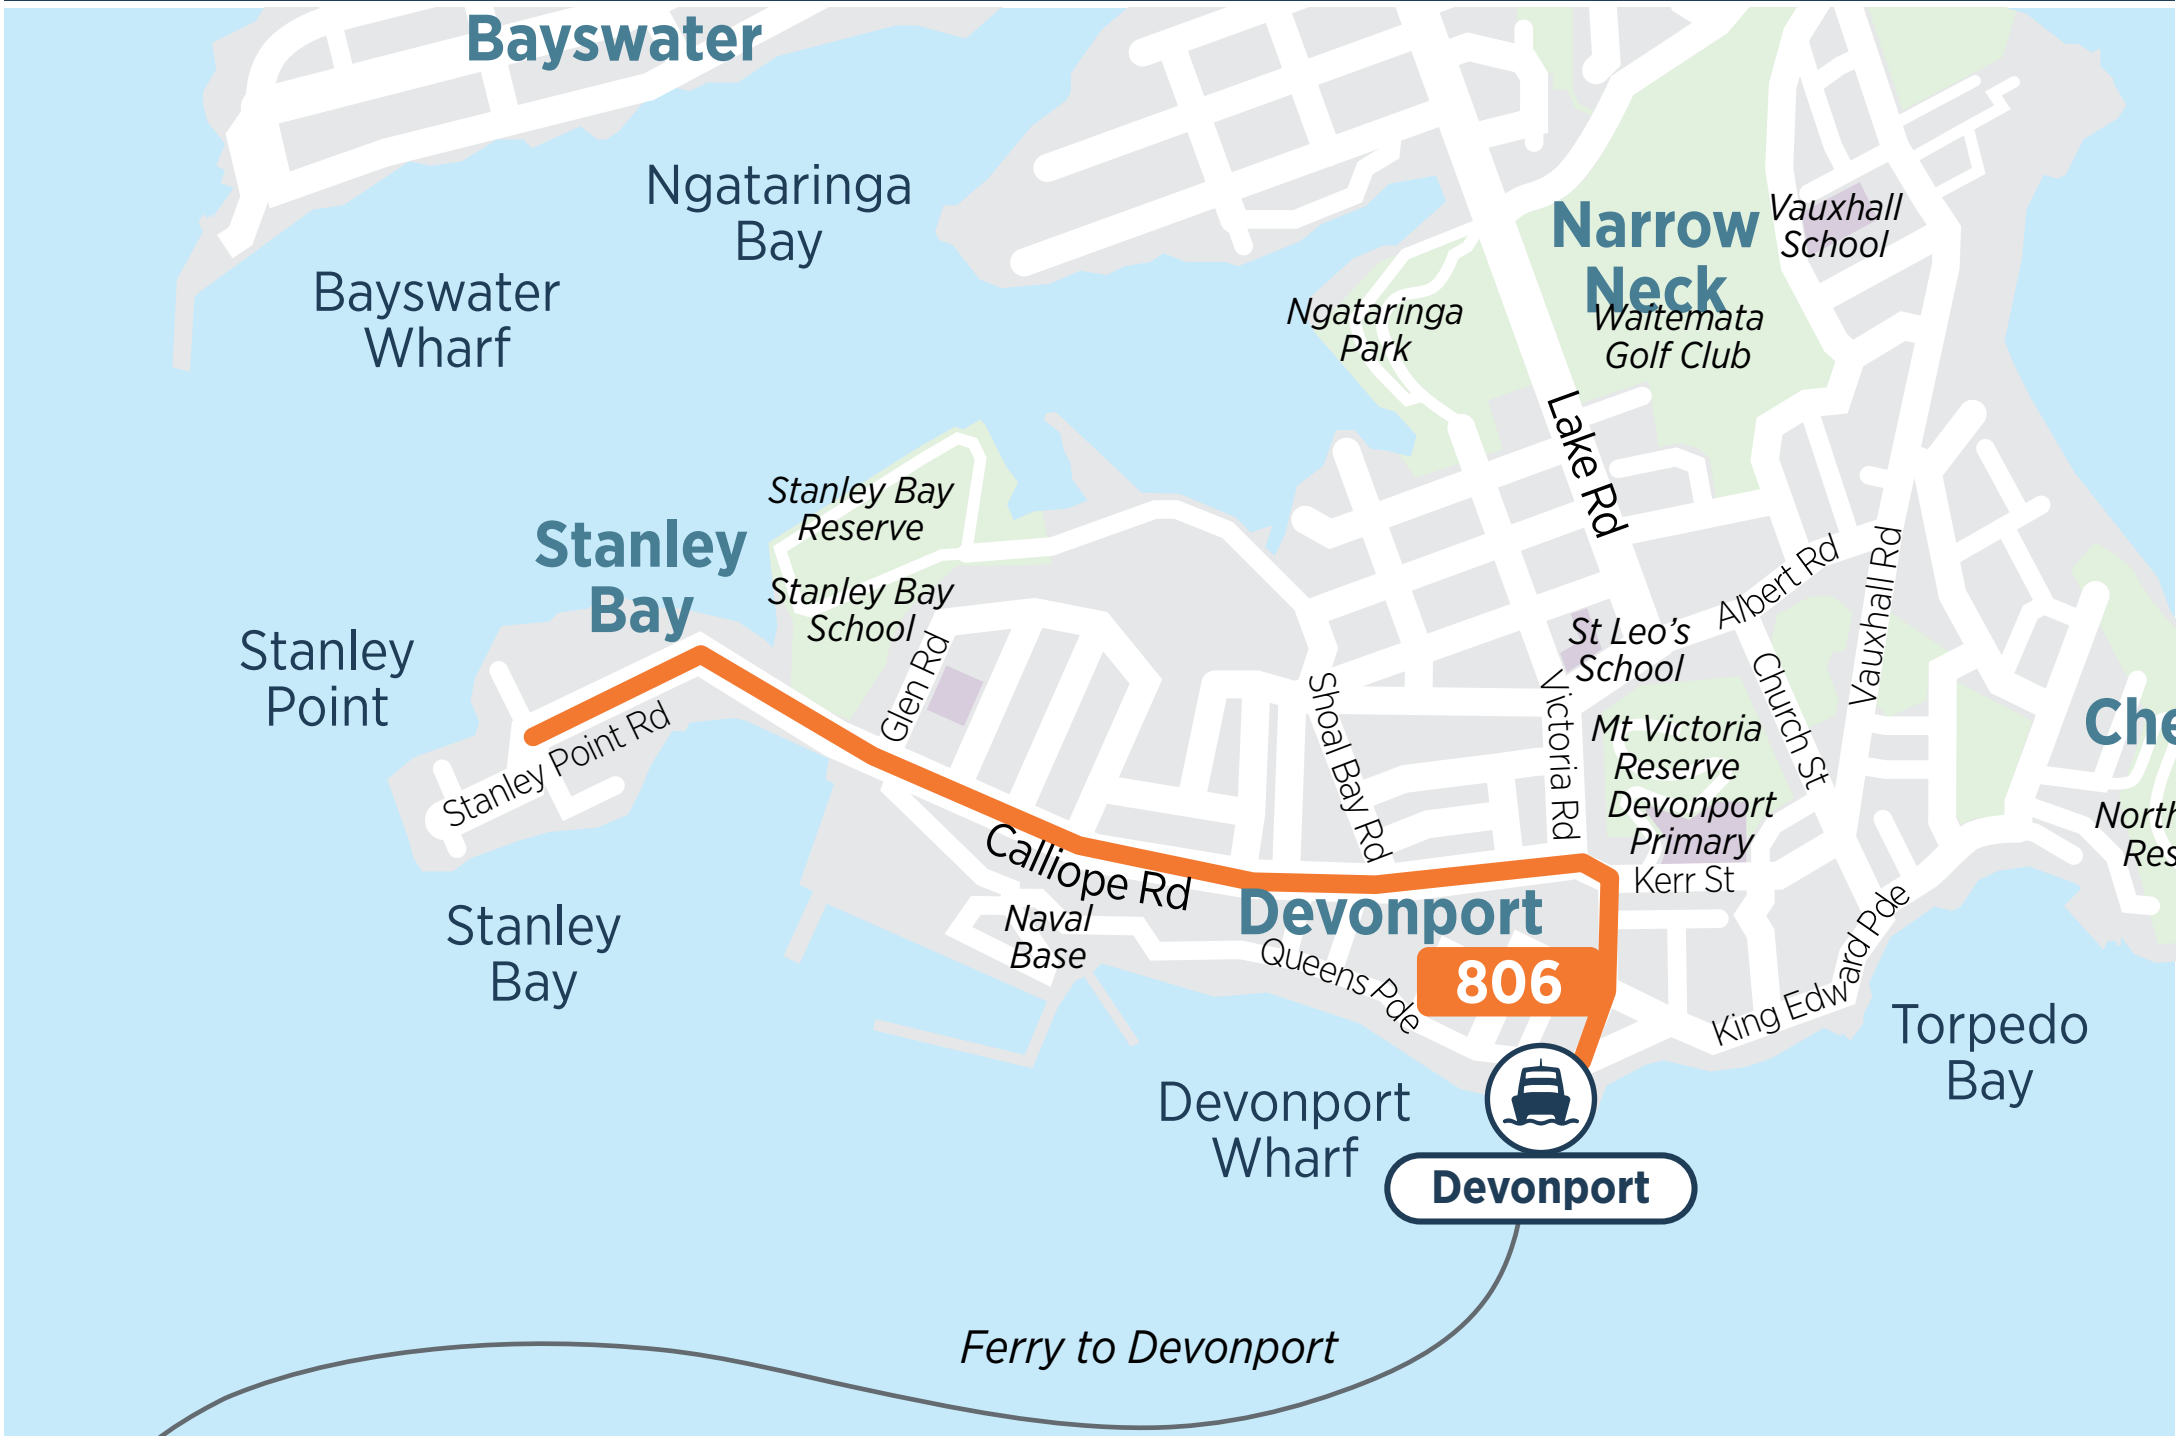 Bayswater
Ngataringa
Bay
Bayswater
Wharf
Narrow
Neck
Vauxhall
School
Waitemata
Golf Club
Ngataringa
Park
Lake Rd
Stanley Bay
Reserve
Stanley
Bay
Stanley Bay
School
Stanley
Point
Glen Rd
Stanley Point Rd
Albert Rd
Vauxhall Rd
St Leo's
School
Church St
Victoria Rd
Shoal Bay Rd
Mt Victoria
Reserve
Devonport
Primary
Kerr St
Che
North
Res
Calliope Rd
Naval
Base
Devonport
Queens Pde
806
King Edward Pde
Stanley
Bay
Torpedo
Bay
Devonport
Wharf
Devonport
Ferry to Devonport